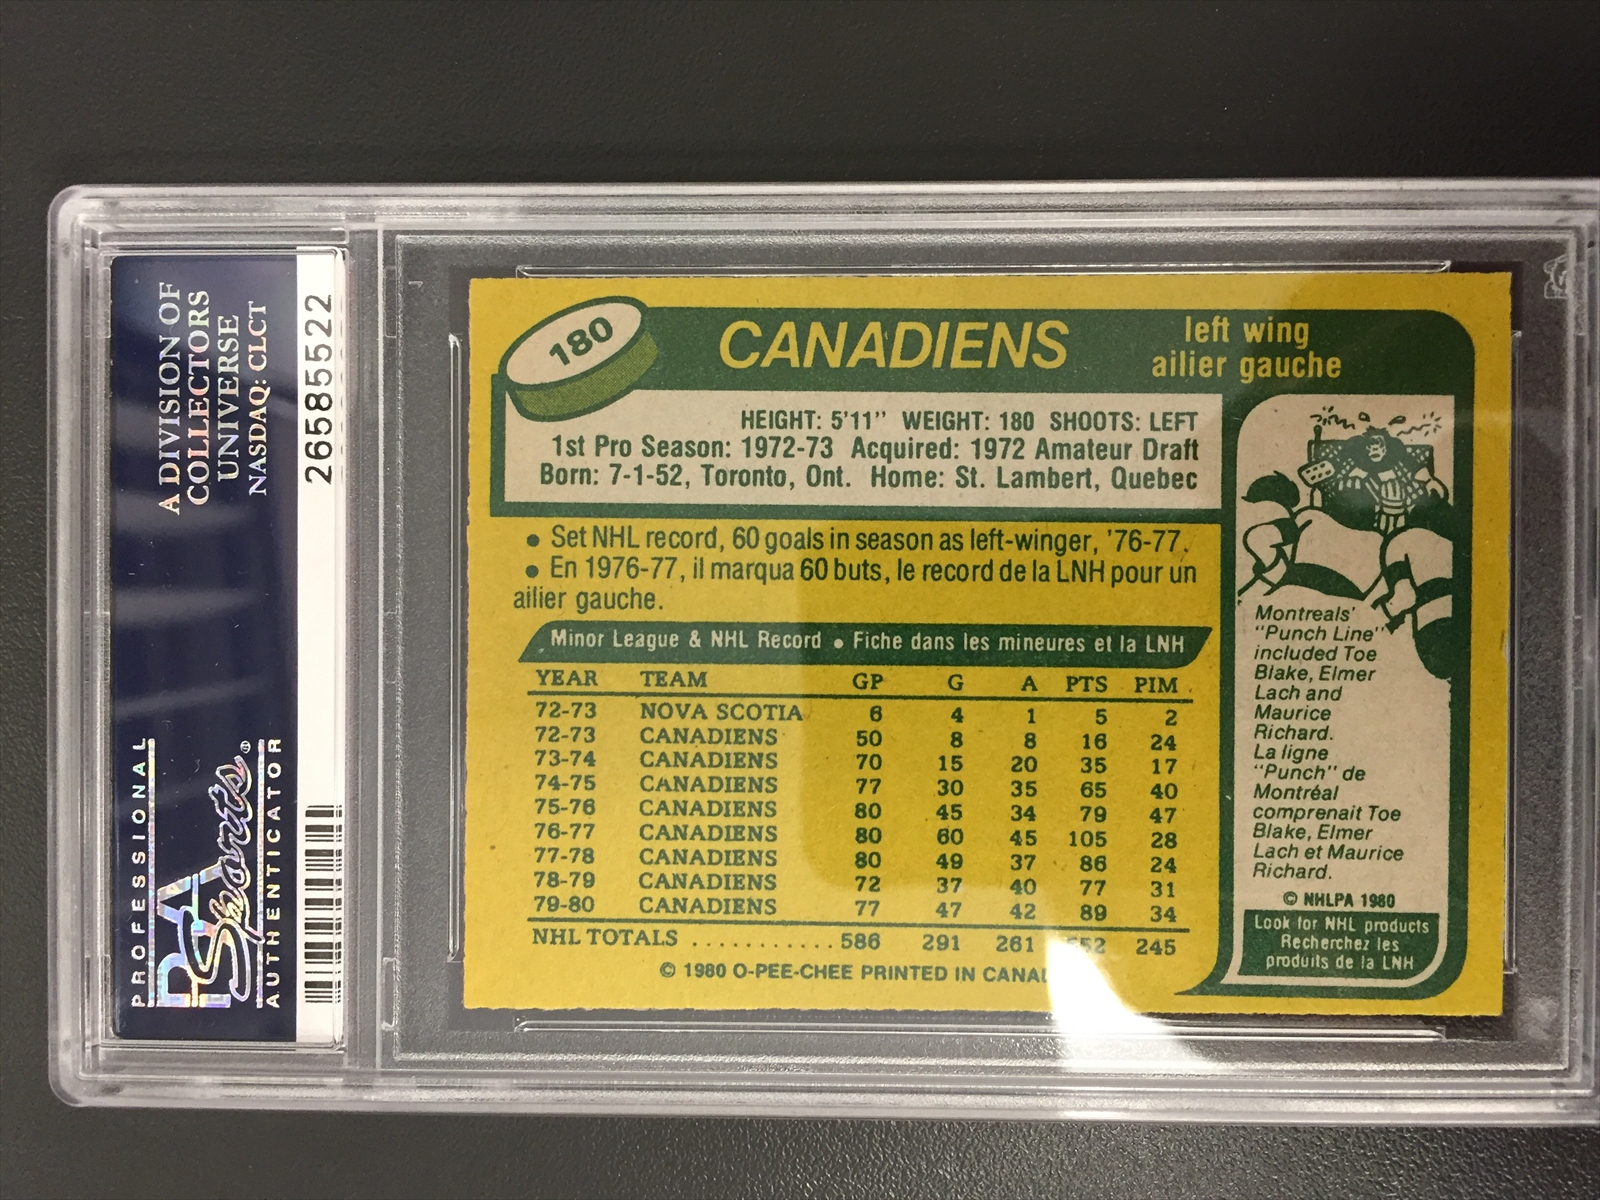 A DIVISION OF
COLLECTORS
UNIVERSE
NASDAQ: CLCT
26585522
PROFESSIONAL
PSA
Sports®
AUTHENTICATOR
180
CANADIENS
left wing
ailier gauche
HEIGHT: 5'11" WEIGHT: 180 SHOOTS: LEFT
1st Pro Season: 1972-73 Acquired: 1972 Amateur Draft
Born: 7-1-52, Toronto, Ont. Home: St. Lambert, Quebec
• Set NHL record, 60 goals in season as left-winger, '76-77.
• En 1976-77, il marqua 60 buts, le record de la LNH pour un
ailier gauche.
Minor League & NHL Record • Fiche dans les mineures et la LNH
YEAR TEAM GP G A PTS PIM
72-73 NOVA SCOTIA 6 4 1 5 2
72-73 CANADIENS 50 8 8 16 24
73-74 CANADIENS 70 15 20 35 17
74-75 CANADIENS 77 30 35 65 40
75-76 CANADIENS 80 45 34 79 47
76-77 CANADIENS 80 60 45 105 28
77-78 CANADIENS 80 49 37 86 24
78-79 CANADIENS 72 37 40 77 31
79-80 CANADIENS 77 47 42 89 34
NHL TOTALS ............ 586 291 261 552 245
© 1980 O-PEE-CHEE PRINTED IN CANA
Montreals'
"Punch Line"
included Toe
Blake, Elmer
Lach and
Maurice
Richard.
La ligne
"Punch" de
Montréal
comprenait Toe
Blake, Elmer
Lach et Maurice
Richard.
© NHLPA 1980
Look for NHL products
Recherchez les
produits de la LNH